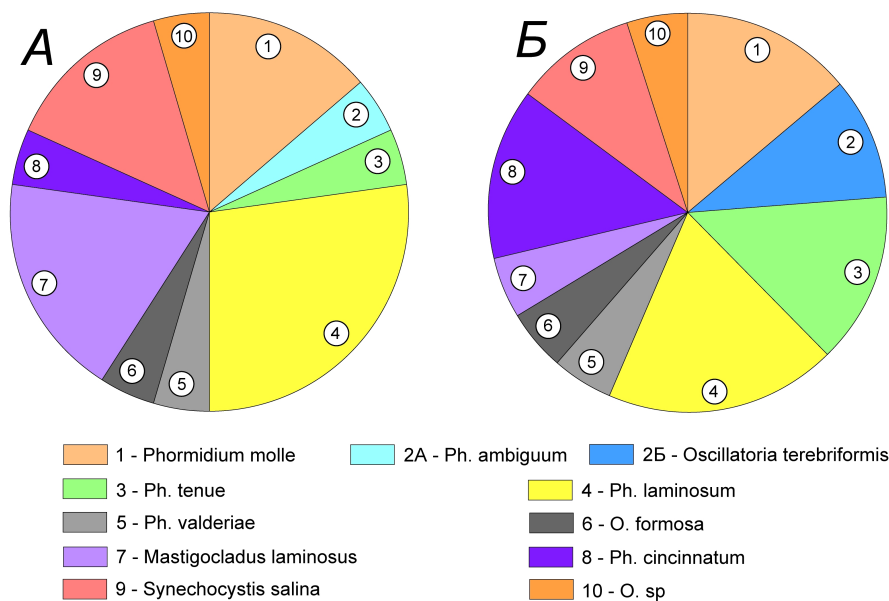 А
Б
10
1
9
2
3
8
7
4
6
5
10
1
9
2
8
3
7
6
5
4
1 - Phormidium molle
2А - Ph. ambiguum
2Б - Oscillatoria terebriformis
3 - Ph. tenue
4 - Ph. laminosum
5 - Ph. valderiae
6 - O. formosa
7 - Mastigocladus laminosus
8 - Ph. cincinnatum
9 - Synechocystis salina
10 - O. sp